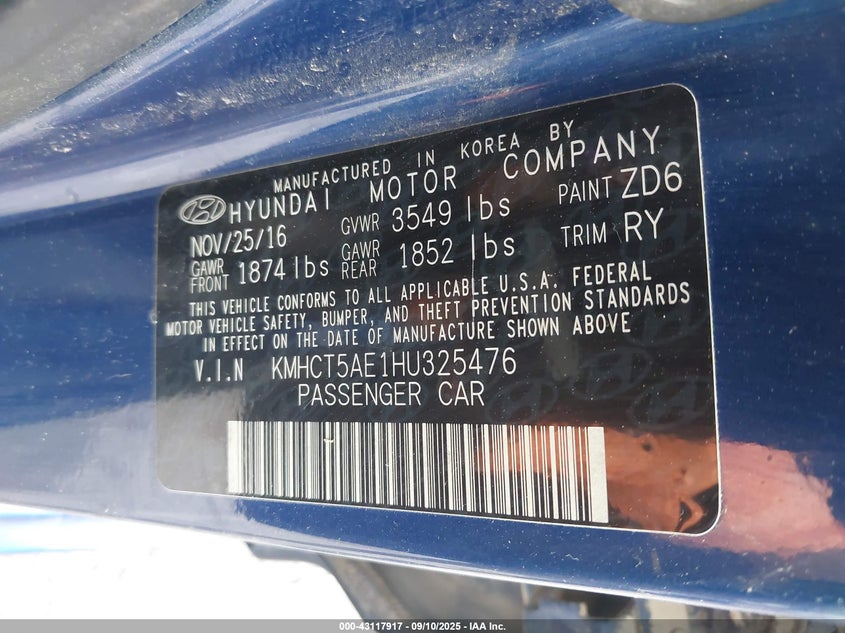 MANUFACTURED IN KOREA BY
HYUNDAI MOTOR COMPANY
NOV/25/16 GVWR 3549 lbs PAINT ZD6
GAWR FRONT 1874 lbs GAWR REAR 1852 lbs TRIM RY
THIS VEHICLE CONFORMS TO ALL APPLICABLE U.S.A. FEDERAL
MOTOR VEHICLE SAFETY, BUMPER, AND THEFT PREVENTION STANDARDS
IN EFFECT ON THE DATE OF MANUFACTURE SHOWN ABOVE
V.I.N KMHCT5AE1HU325476
PASSENGER CAR
000-43117917 - 09/10/2025 - IAA Inc.